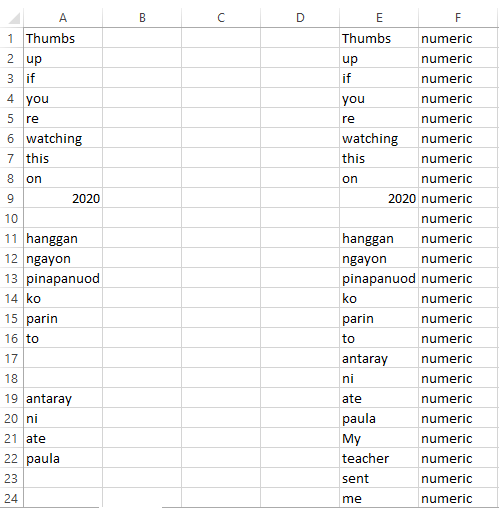 A B C D E F
1 Thumbs Thumbs numeric
2 up up numeric
3 if if numeric
4 you you numeric
5 re re numeric
6 watching watching numeric
7 this this numeric
8 on on numeric
9 2020 2020 numeric
10 numeric
11 hanggan hanggan numeric
12 ngayon ngayon numeric
13 pinapanuod pinapanuod numeric
14 ko ko numeric
15 parin parin numeric
16 to to numeric
17 antaray numeric
18 ni numeric
19 antaray ate numeric
20 ni paula numeric
21 ate My numeric
22 paula teacher numeric
23 sent numeric
24 me numeric